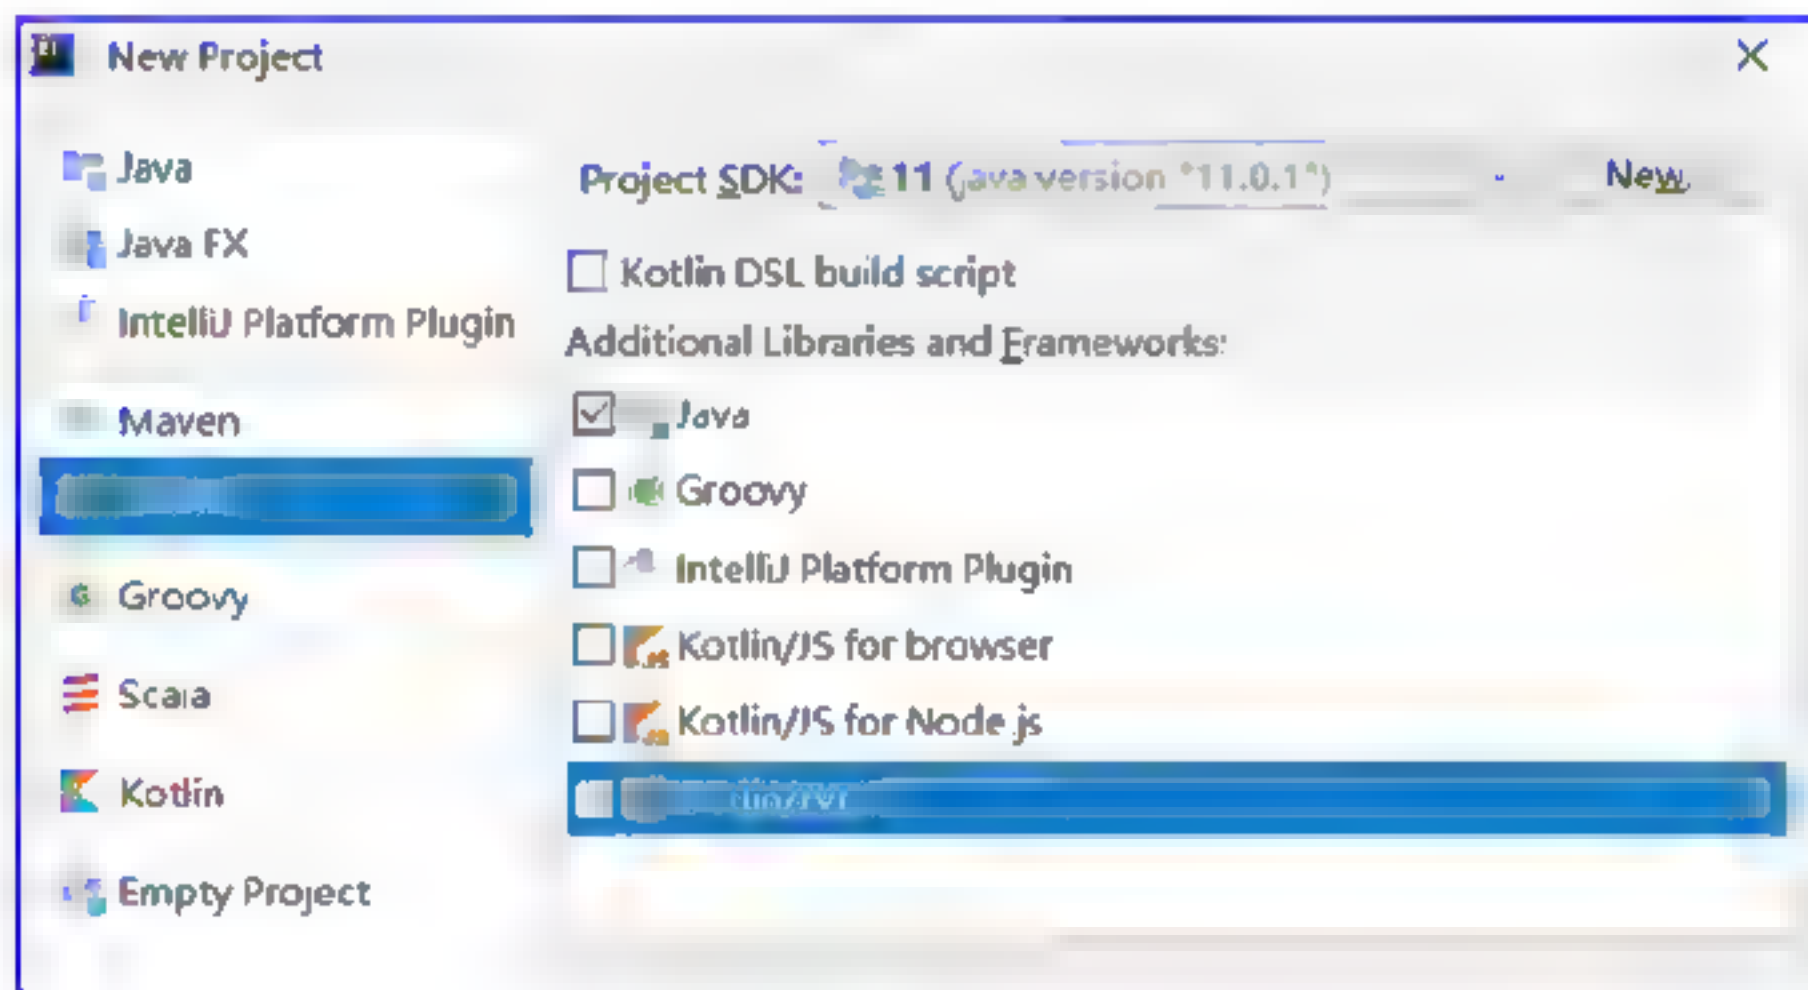 New Project
Java
Java FX
IntelliJ Platform Plugin
Maven
Groovy
Scala
Kotlin
Empty Project
Project SDK: 11 (java version "11.0.1") New
Kotlin DSL build script
Additional Libraries and Frameworks:
Java
Groovy
IntelliJ Platform Plugin
Kotlin/JS for browser
Kotlin/JS for Node.js